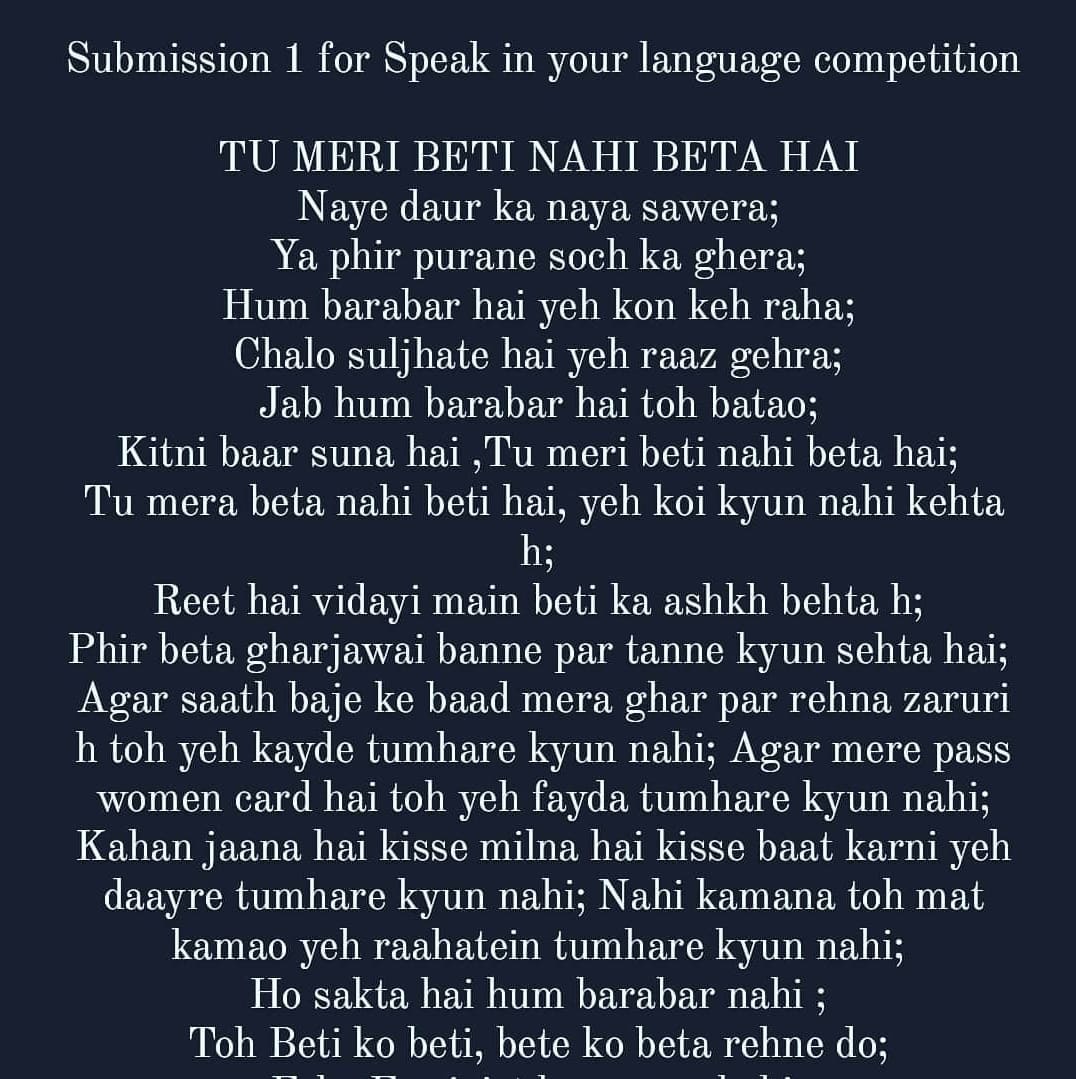 Submission 1 for Speak in your language competition
TU MERI BETI NAHI BETA HAI
Naye daur ka naya sawera;
Ya phir purane soch ka ghera;
Hum barabar hai yeh kon keh raha;
Chalo suljhate hai yeh raaz gehra;
Jab hum barabar hai toh batao;
Kitni baar suna hai ,Tu meri beti nahi beta hai;
Tu mera beta nahi beti hai, yeh koi kyun nahi kehta
h;
Reet hai vidayi main beti ka ashkh behta h;
Phir beta gharjawai banne par tanne kyun sehta hai;
Agar saath baje ke baad mera ghar par rehna zaruri
h toh yeh kayde tumhare kyun nahi; Agar mere pass
women card hai toh yeh fayda tumhare kyun nahi;
Kahan jaana hai kisse milna hai kisse baat karni yeh
daayre tumhare kyun nahi; Nahi kamana toh mat
kamao yeh raahatein tumhare kyun nahi;
Ho sakta hai hum barabar nahi ;
Toh Beti ko beti, bete ko beta rehne do;